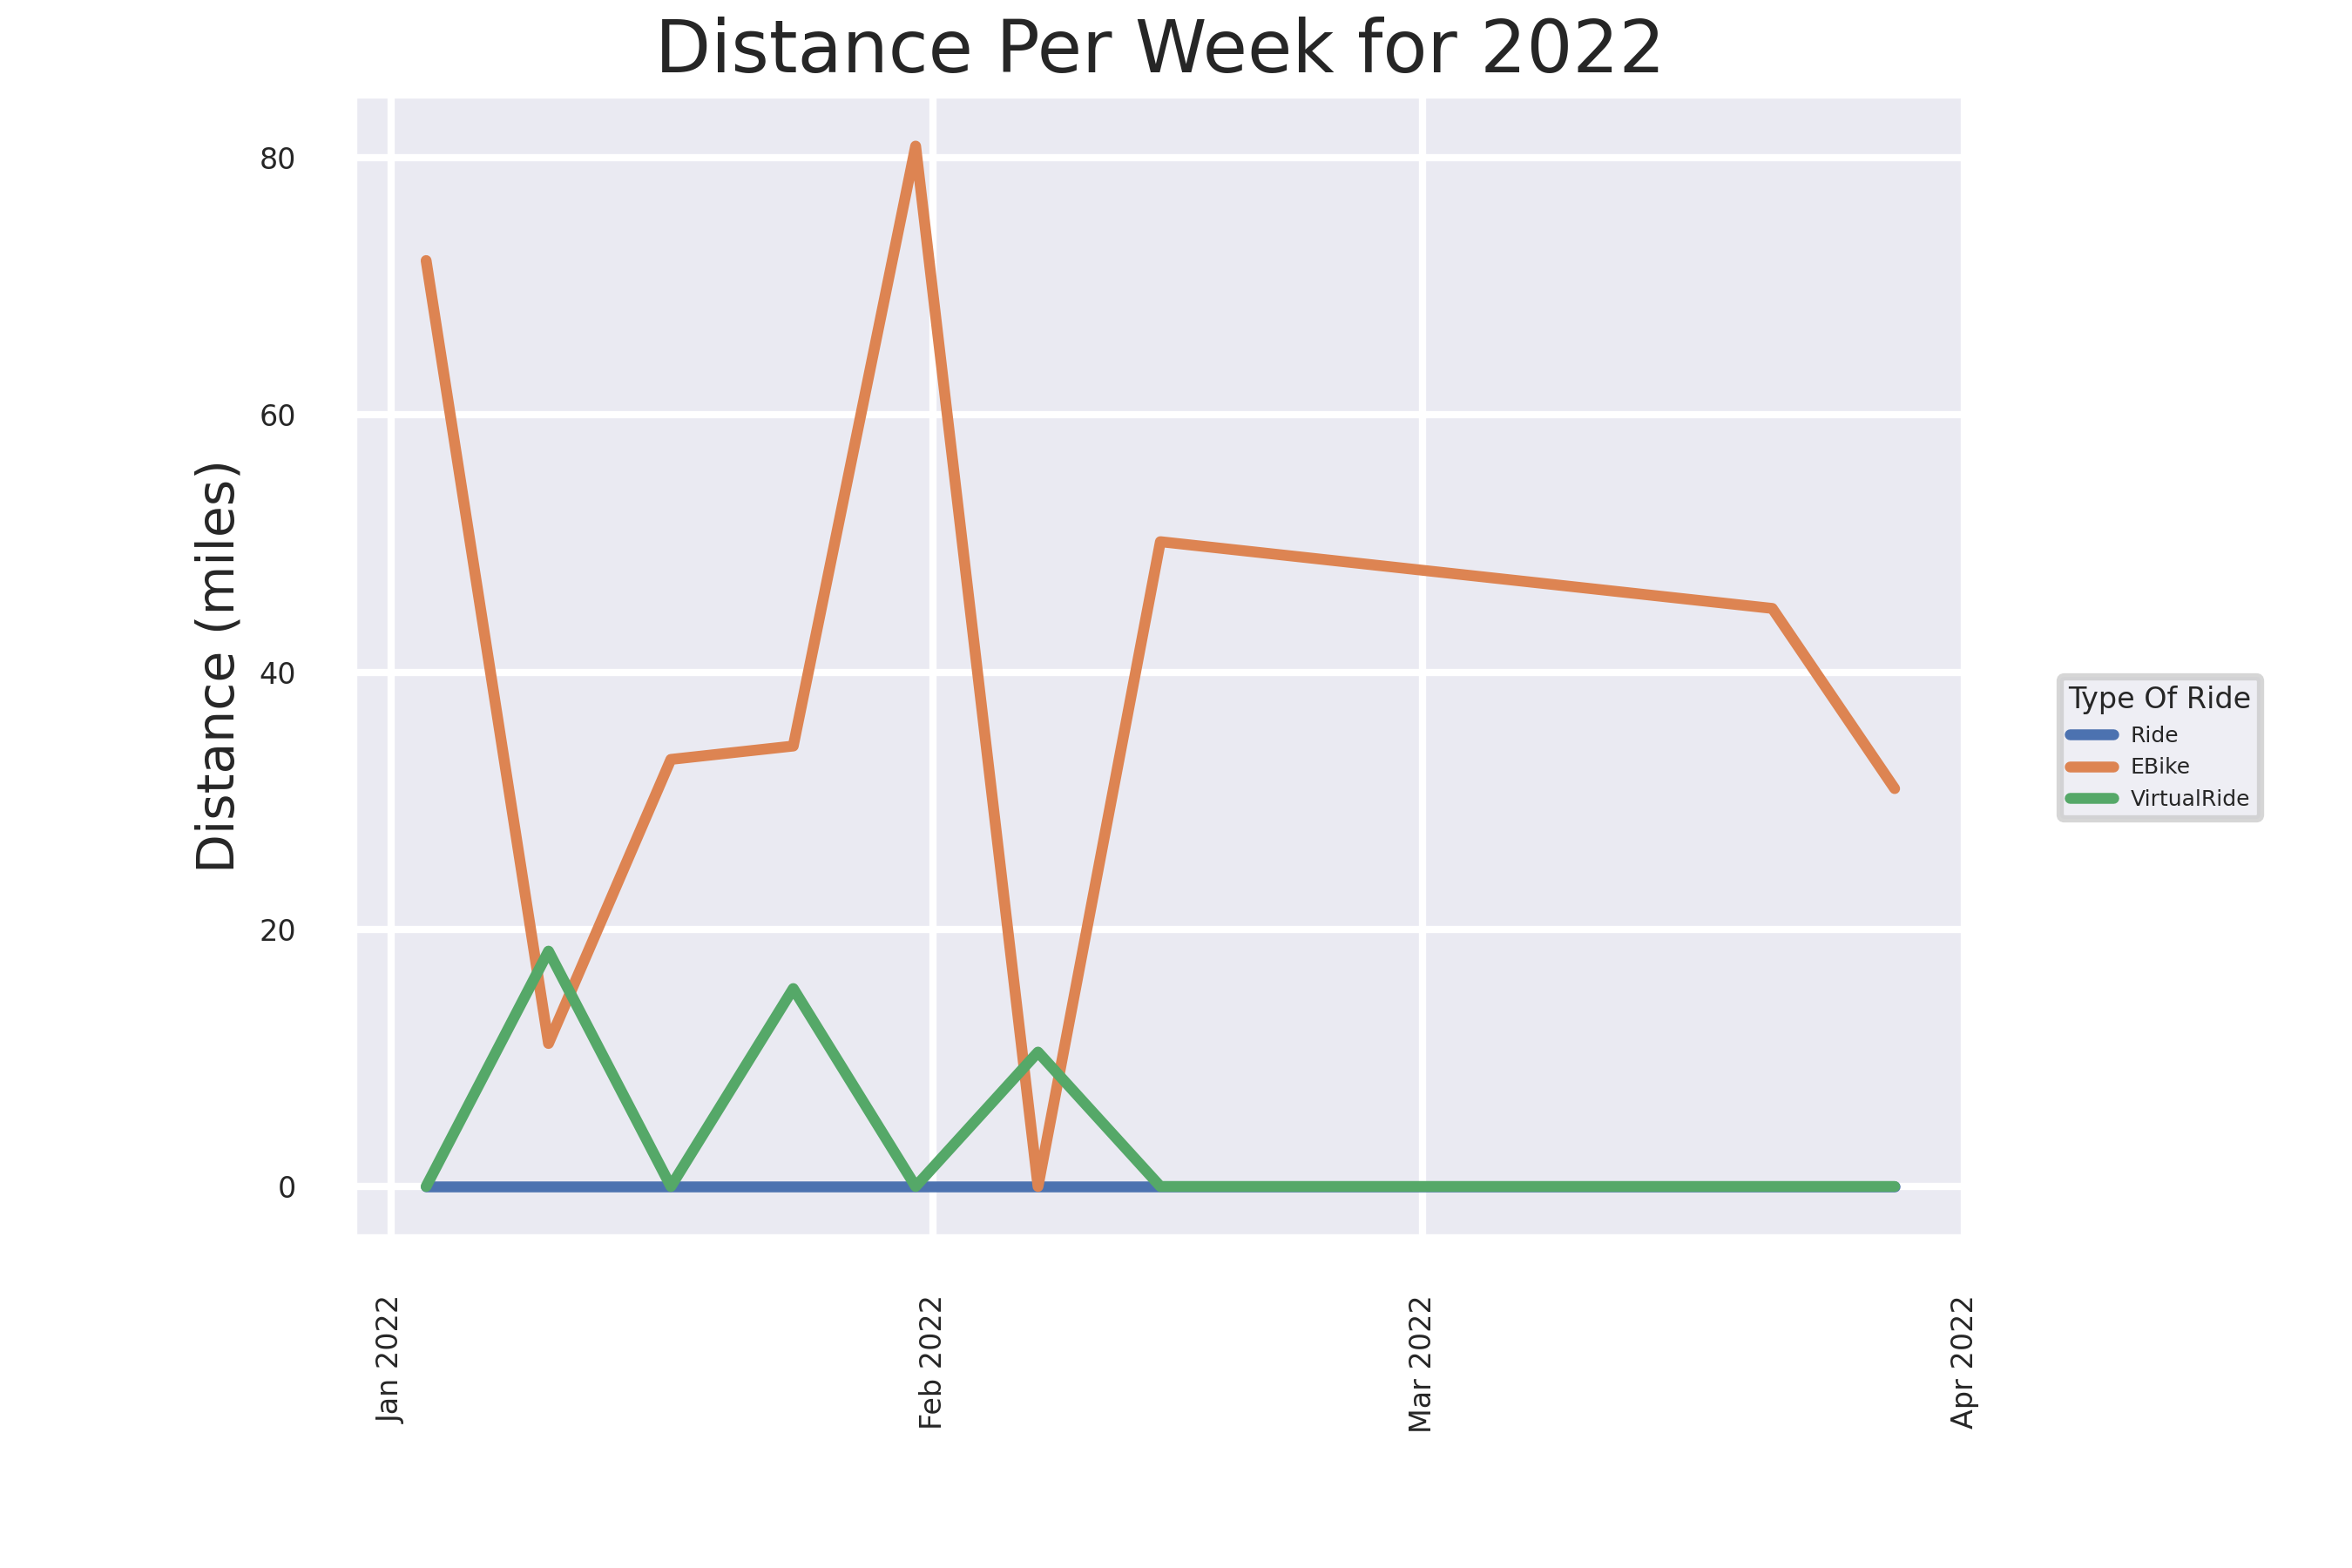 Distance Per Week for 2022
Distance (miles)
80
60
40
20
0
Jan 2022
Feb 2022
Mar 2022
Apr 2022
Type Of Ride
Ride
EBike
VirtualRide